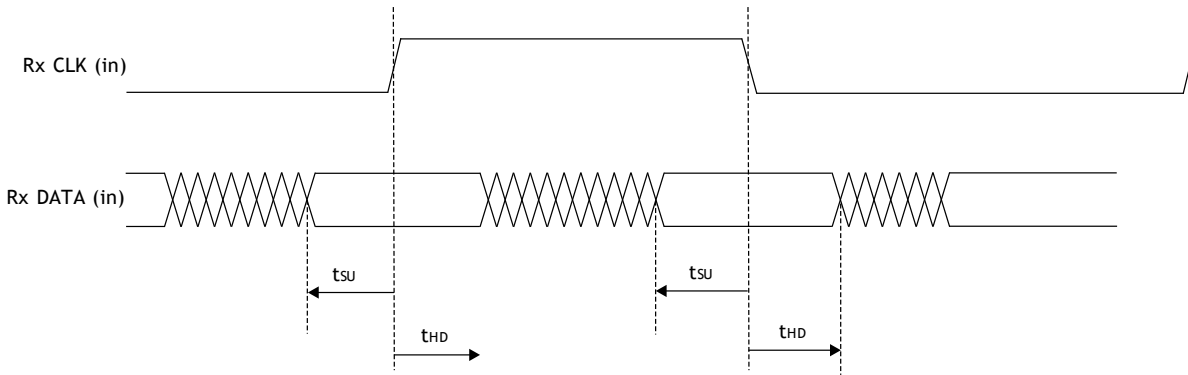 Rx CLK (in)
Rx DATA (in)
tSU
tSU
tHD
tHD